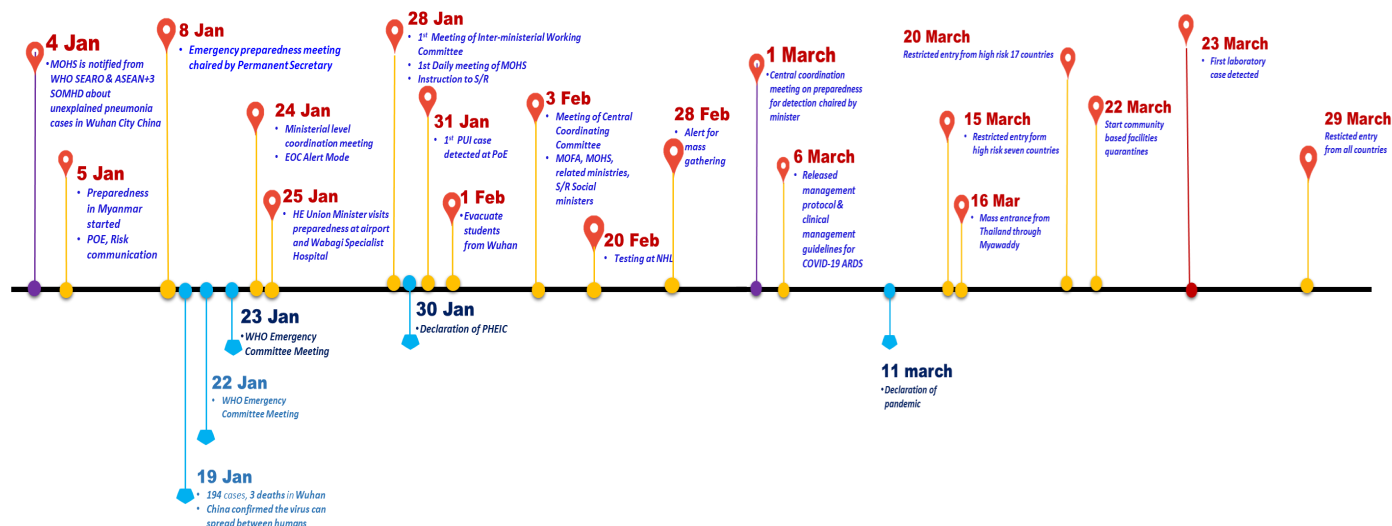 4 Jan
•MOHS is notified from
WHO SEARO & ASEAN+3
SOMHD about
unexplained pneumonia
cases in Wuhan City China
5 Jan
• Preparedness
in Myanmar
started
• POE, Risk
communication
8 Jan
• Emergency preparedness meeting
chaired by Permanent Secretary
24 Jan
• Ministerial level
coordination meeting
• EOC Alert Mode
25 Jan
• HE Union Minister visits
preparedness at airport
and Wabagi Specialist
Hospital
28 Jan
• 1st Meeting of Inter-ministerial Working
Committee
• 1st Daily meeting of MOHS
• Instruction to S/R
31 Jan
• 1st PUI case
detected at PoE
1 Feb
•Evacuate
students
from Wuhan
3 Feb
• Meeting of Central
Coordinating
Committee
• MOFA, MOHS,
related ministries,
S/R Social
ministers
20 Feb
• Testing at NHL
28 Feb
• Alert for
mass
gathering
1 March
•Central coordination
meeting on preparedness
for detection chaired by
minister
6 March
• Released
management
protocol &
clinical
management
guidelines for
COVID-19 ARDS
15 March
• Restricted entry form
high risk seven countries
16 Mar
• Mass entrance from
Thailand through
Myawaddy
20 March
Restricted entry from high risk 17 countries
22 March
Start community
based facilities
quarantines
23 March
• First laboratory
case detected
29 March
Resticted entry
from all countries
23 Jan
•WHO Emergency
Committee Meeting
22 Jan
• WHO Emergency
Committee Meeting
19 Jan
• 194 cases, 3 deaths in Wuhan
• China confirmed the virus can
spread between humans
30 Jan
•Declaration of PHEIC
11 march
•Declaration of
pandemic